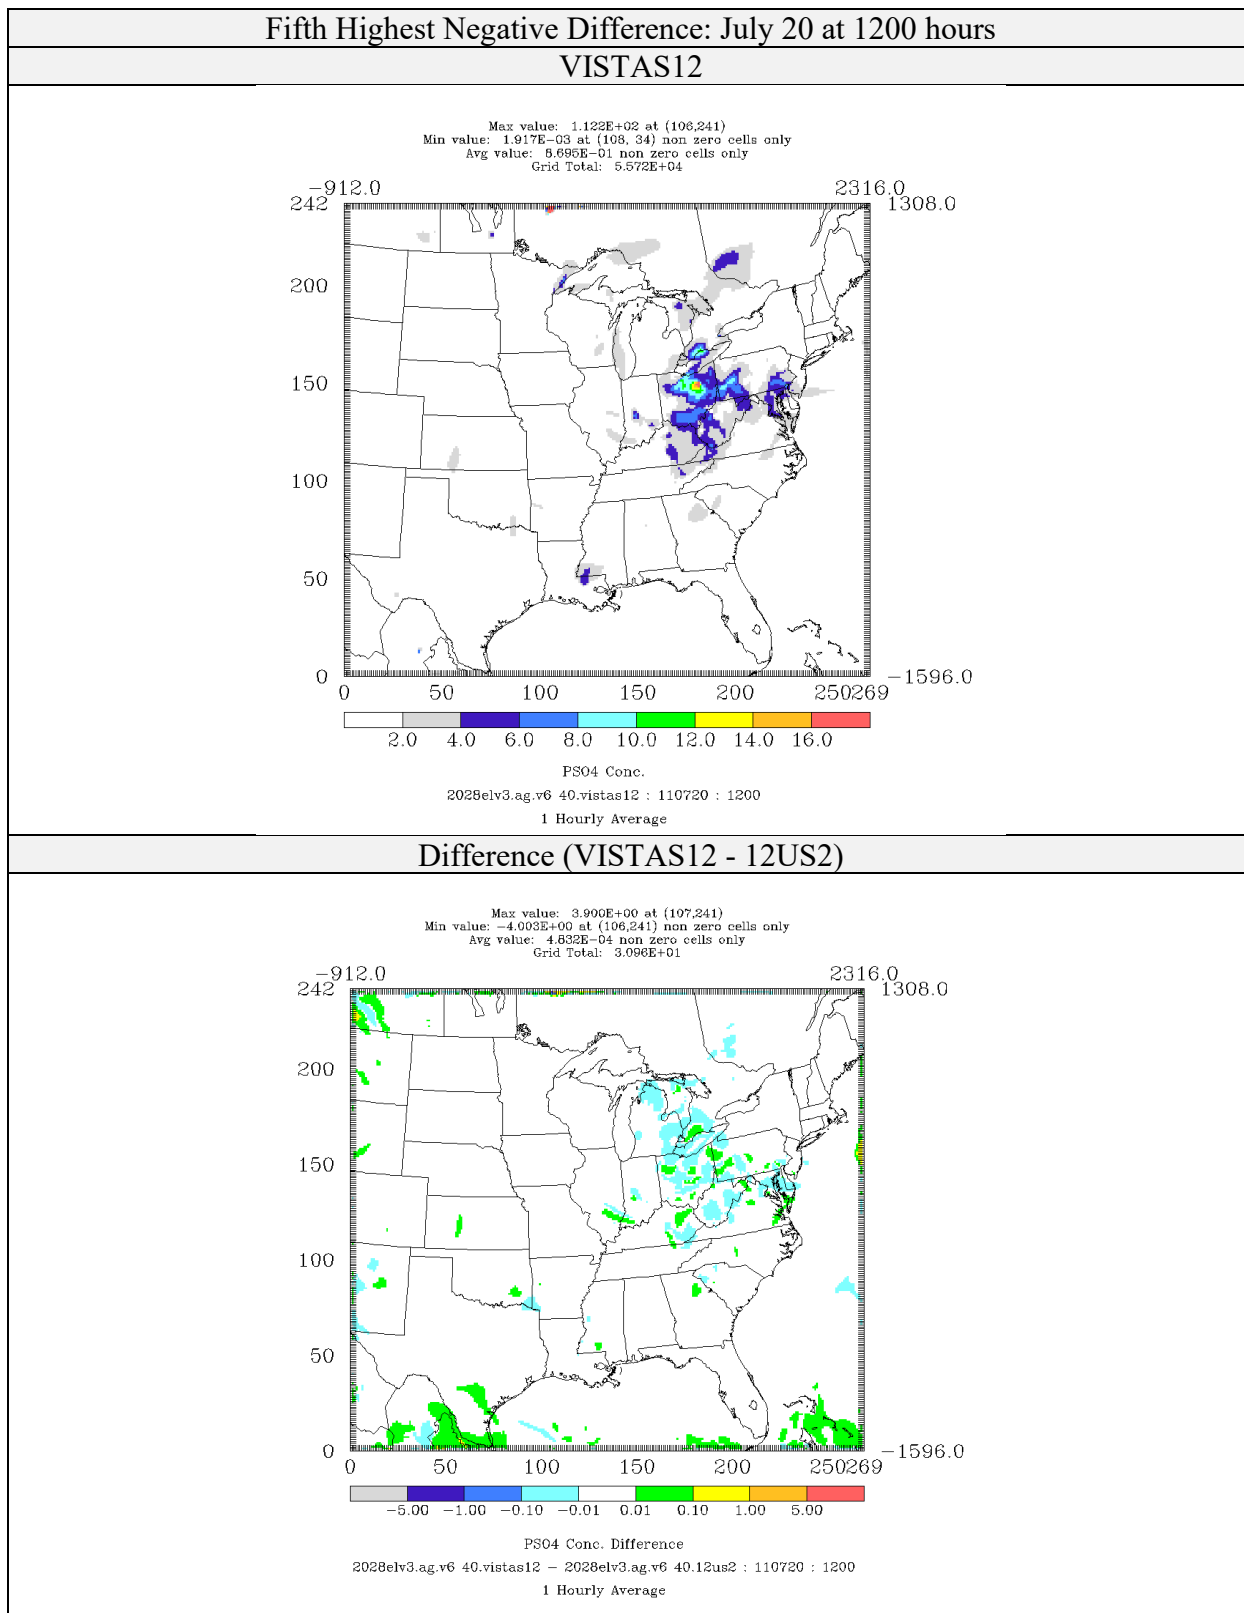 Fifth Highest Negative Difference: July 20 at 1200 hours
VISTAS12
Max value: 1.122E+02 at (106,241)
Min value: 1.917E-03 at (108, 34) non zero cells only
Avg value: 8.695E-01 non zero cells only
Grid Total: 5.572E+04
-912.0 2316.0
242 1308.0
200
150
100
50
0 -1596.0
0 50 100 150 200 250269
2.0 4.0 6.0 8.0 10.0 12.0 14.0 16.0
PSO4 Conc.
2028elv3.ag.v6 40.vistas12 : 110720 : 1200
1 Hourly Average
Difference (VISTAS12 - 12US2)
Max value: 3.900E+00 at (107,241)
Min value: -4.003E+00 at (106,241) non zero cells only
Avg value: 4.832E-04 non zero cells only
Grid Total: 3.096E+01
-912.0 2316.0
242 1308.0
200
150
100
50
0 -1596.0
0 50 100 150 200 250269
-5.00 -1.00 -0.10 -0.01 0.01 0.10 1.00 5.00
PSO4 Conc. Difference
2028elv3.ag.v6 40.vistas12 - 2028elv3.ag.v6 40.12us2 : 110720 : 1200
1 Hourly Average